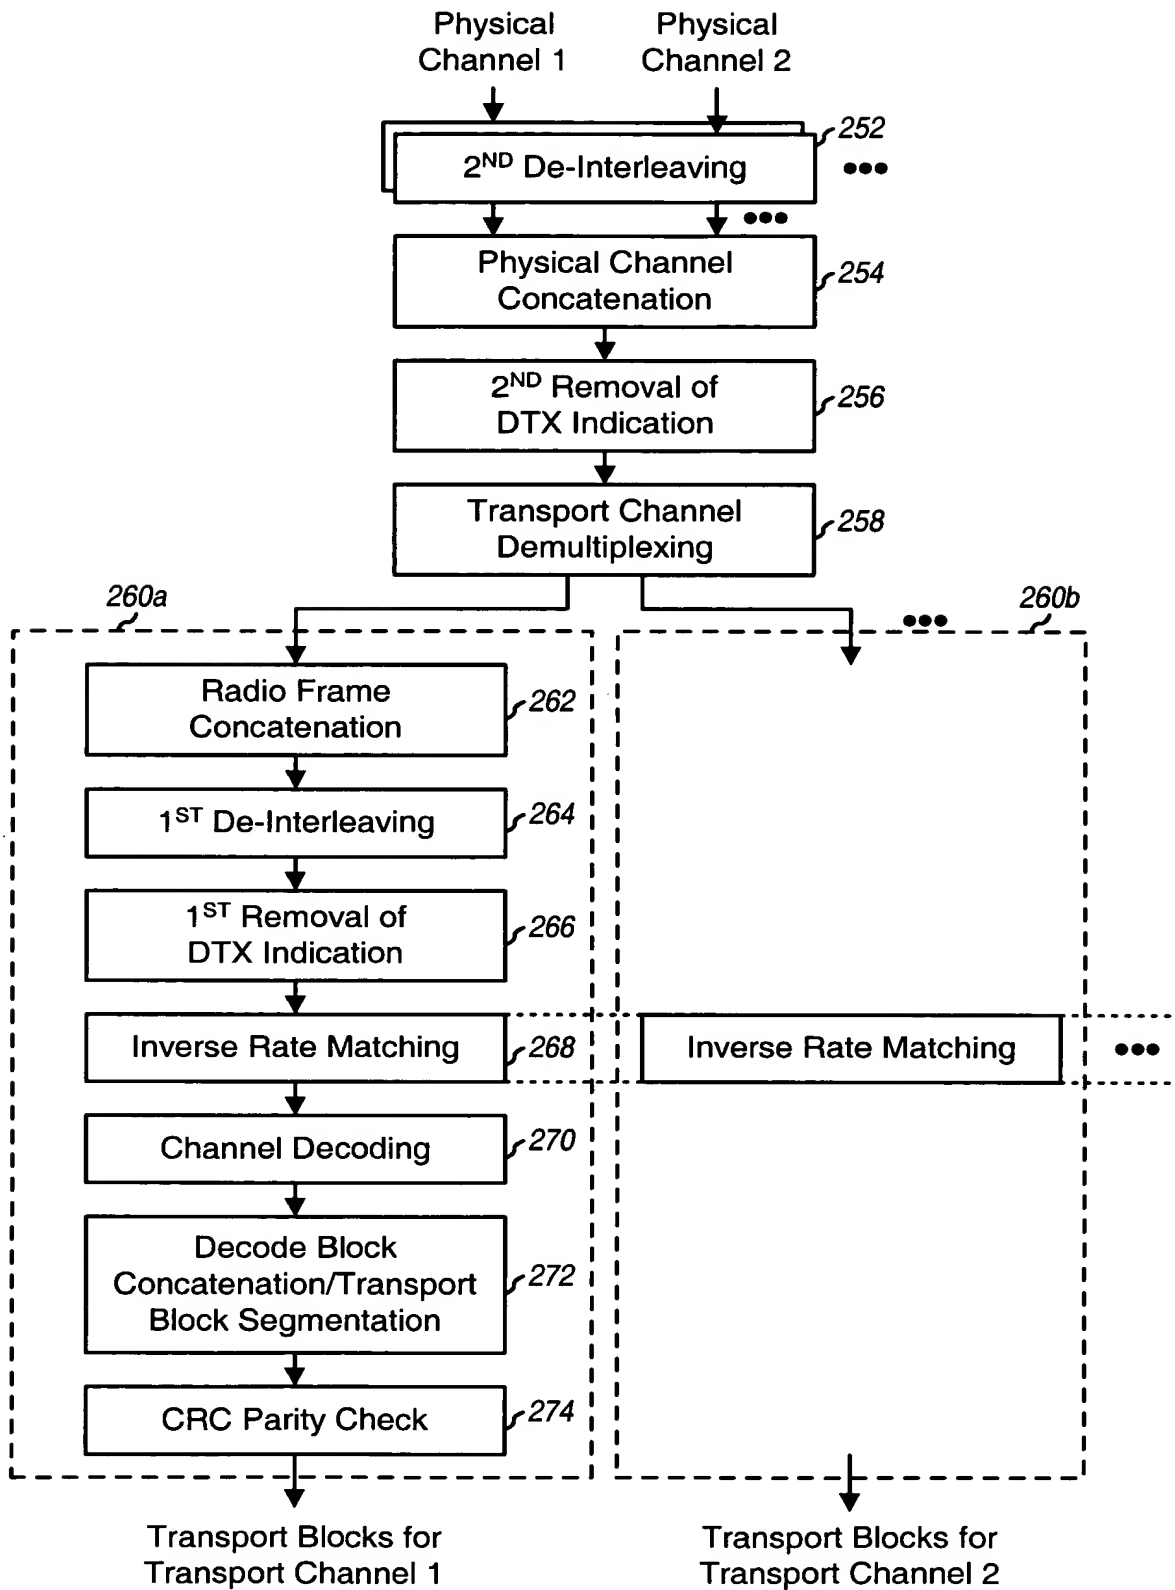 Physical
Channel 1
Physical
Channel 2
252
2ND De-Interleaving
Physical Channel
Concatenation
254
2ND Removal of
DTX Indication
256
Transport Channel
Demultiplexing
258
260a
260b
Radio Frame
Concatenation
262
1ST De-Interleaving
264
1ST Removal of
DTX Indication
266
Inverse Rate Matching
268
Inverse Rate Matching
Channel Decoding
270
Decode Block
Concatenation/Transport
Block Segmentation
272
CRC Parity Check
274
Transport Blocks for
Transport Channel 1
Transport Blocks for
Transport Channel 2